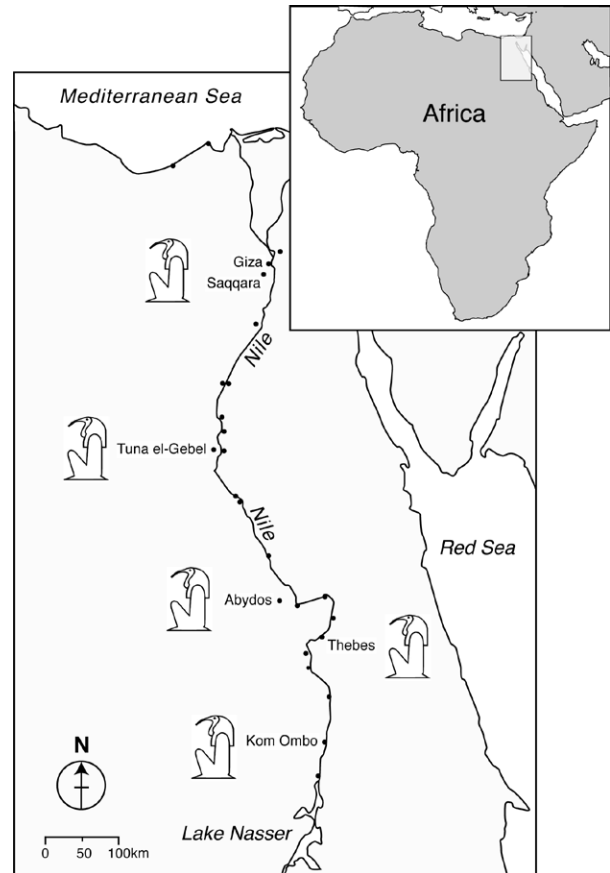 Mediterranean Sea
Africa
Giza
Saqqara
Nile
Tuna el-Gebel
Nile
Red Sea
Abydos
Thebes
Kom Ombo
N
Lake Nasser
0 50 100km